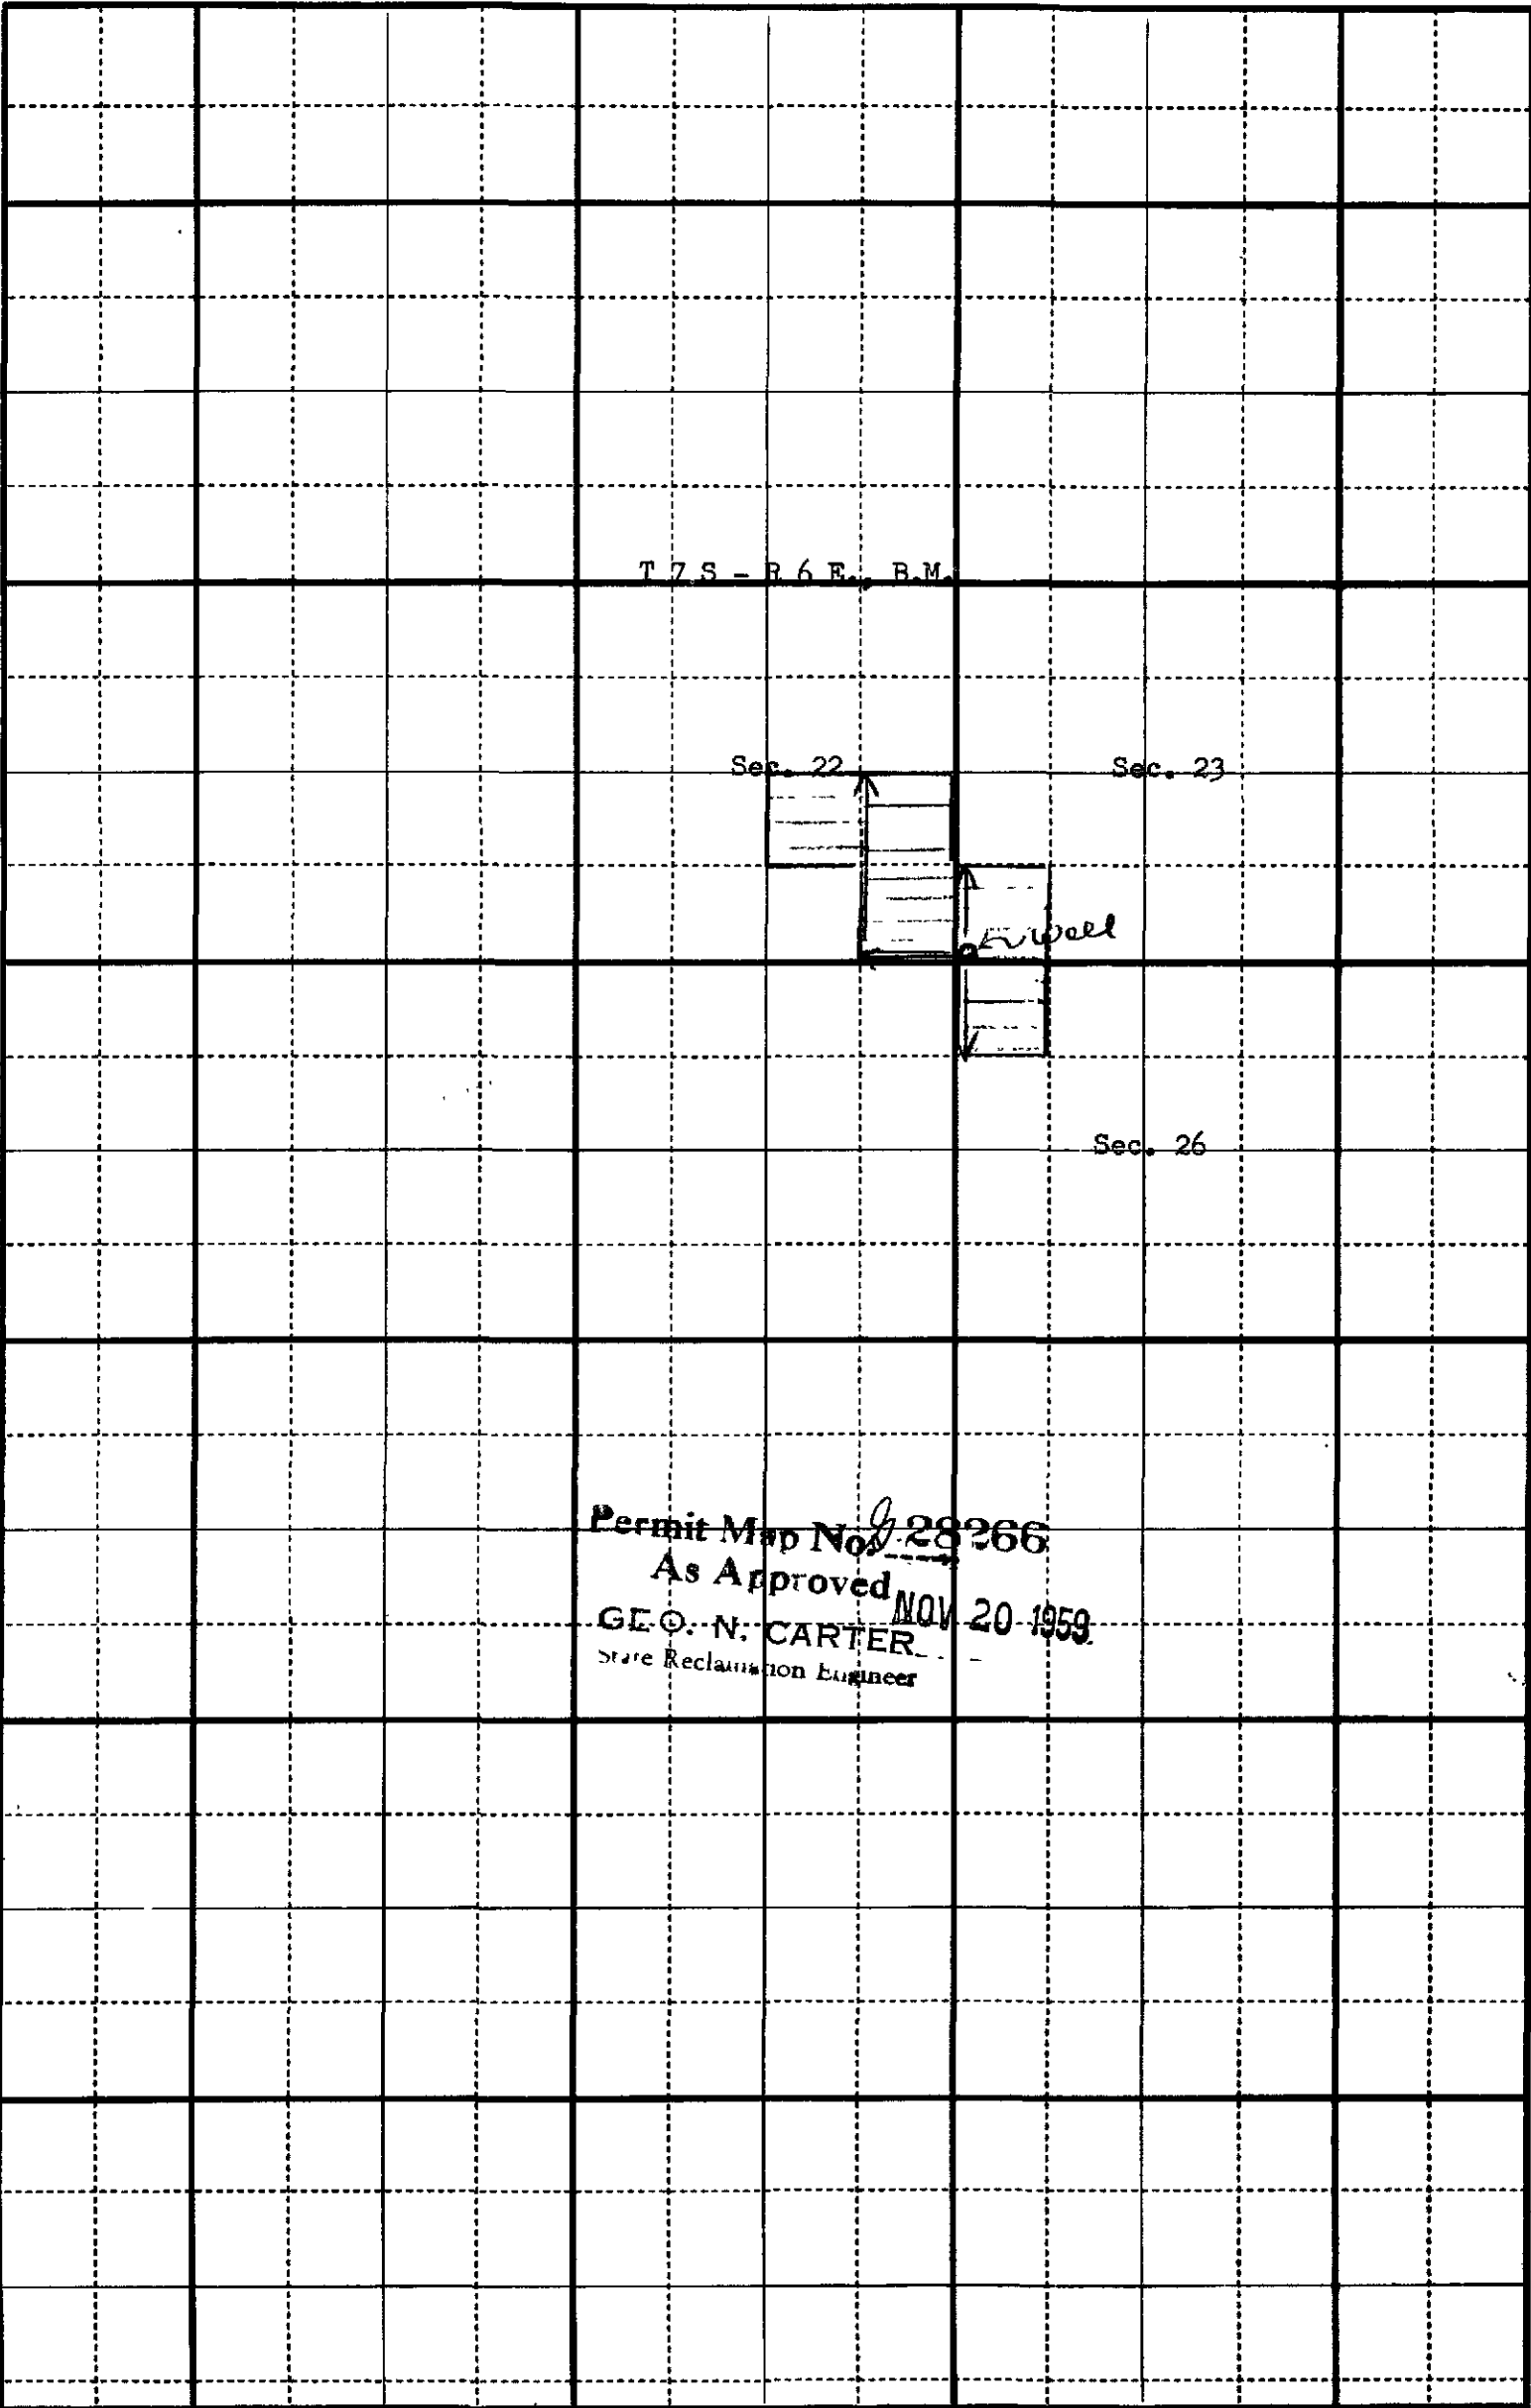 T 7 S - R 6 E., B.M.
Sec. 22
Sec. 23
Well
Sec. 26
Permit Map No.
As Approved NOV 20 1959
GEO. N. CARTER
State Reclamation Engineer